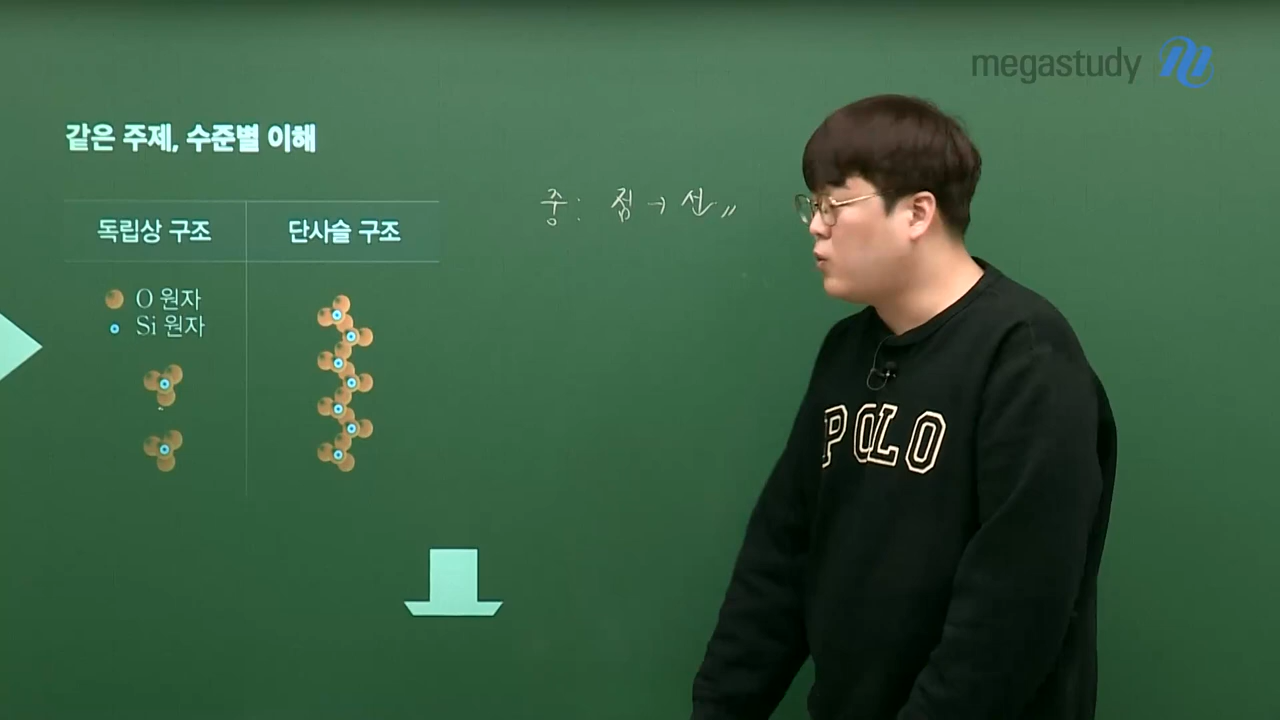 megastudy
같은 주제, 수준별 이해
중: 점 → 선〃
독립상 구조
단사슬 구조
O 원자
Si 원자
POLO